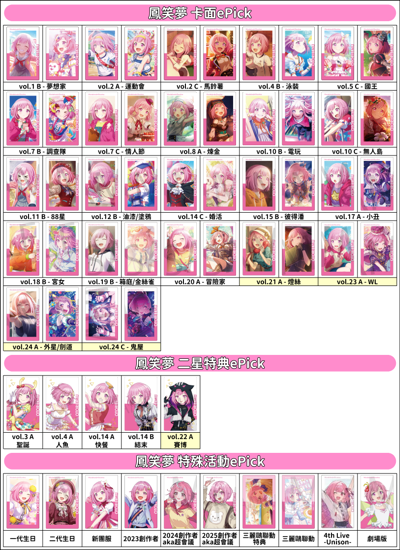 鳳笑夢 卡面ePick
vol.1 B - 夢想家
vol.2 A - 運動會
vol.2 C - 馬鈴薯
vol.4 B - 泳裝
vol.5 C - 國王
vol.7 B - 調查隊
vol.7 C - 情人節
vol.8 A - 煉金
vol.10 B - 電玩
vol.10 C - 無人島
vol.11 B - 88星
vol.12 B - 油漆/塗鴉
vol.14 C - 婚活
vol.15 B - 彼得潘
vol.17 A - 小丑
vol.18 B - 宮女
vol.19 B - 箱庭/金絲雀
vol.20 A - 冒險家
vol.21 A - 燈絲
vol.23 A - WL
vol.24 A - 外星/劍道
vol.24 C - 鬼屋
鳳笑夢 二星特典ePick
vol.3 A
聖誕
vol.4 A
人魚
vol.14 A
快餐
vol.14 B
結束
vol.22 A
賽博
鳳笑夢 特殊活動ePick
一代生日
二代生日
新團服
2023創作者
2024創作者
aka超會議
2025創作者
aka超會議
三麗鷗聯動
特典
三麗鷗聯動
4th Live
-Unison-
劇場版